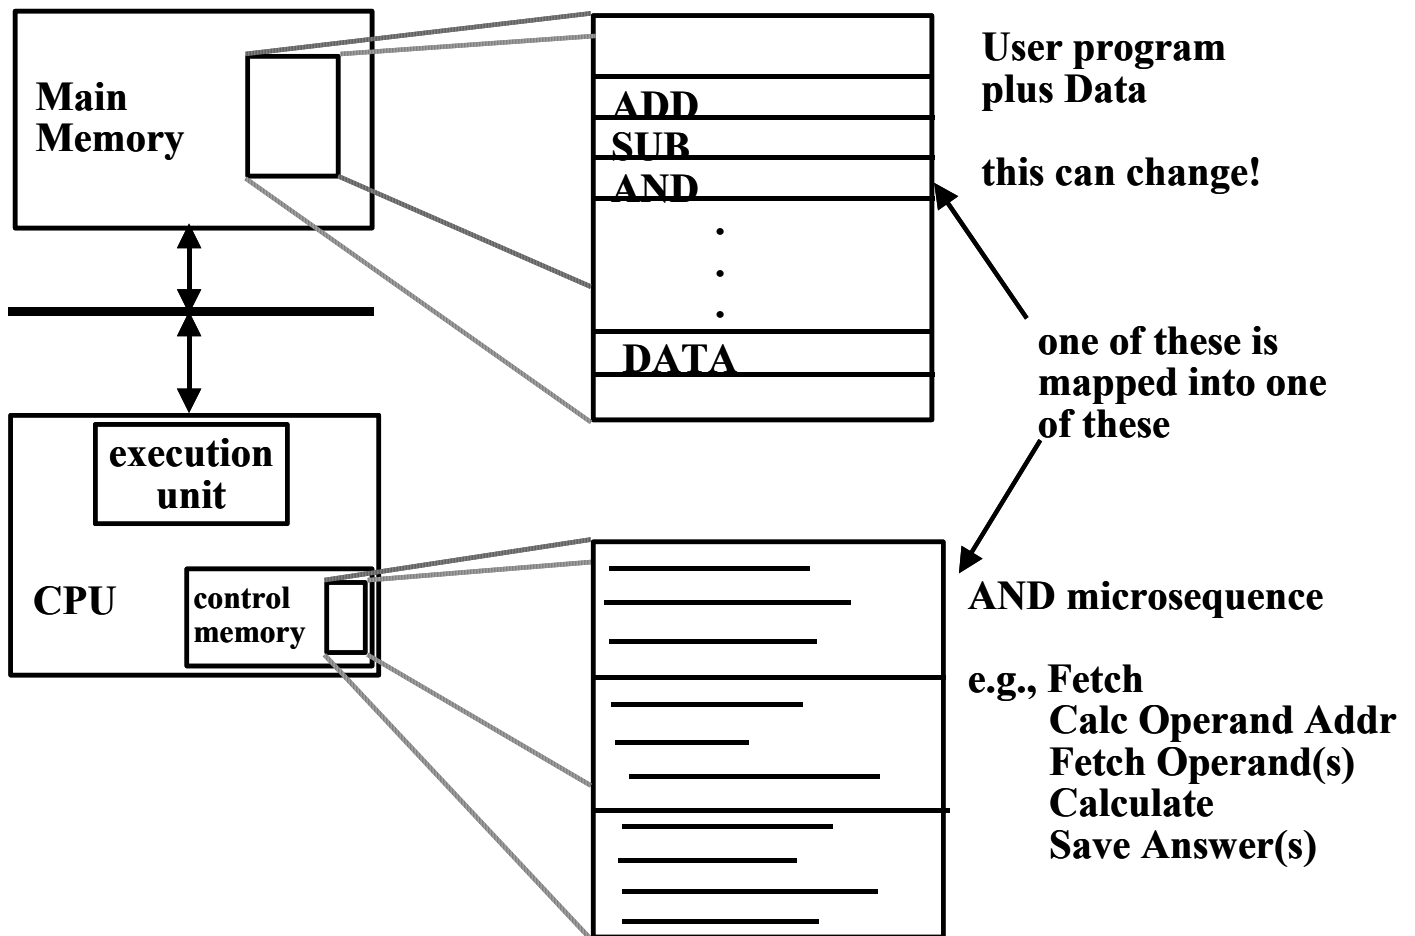 Main
Memory
ADD
SUB
AND
.
.
.
DATA
User program
plus Data
this can change!
one of these is
mapped into one
of these
execution
unit
CPU
control
memory
AND microsequence
e.g., Fetch
Calc Operand Addr
Fetch Operand(s)
Calculate
Save Answer(s)